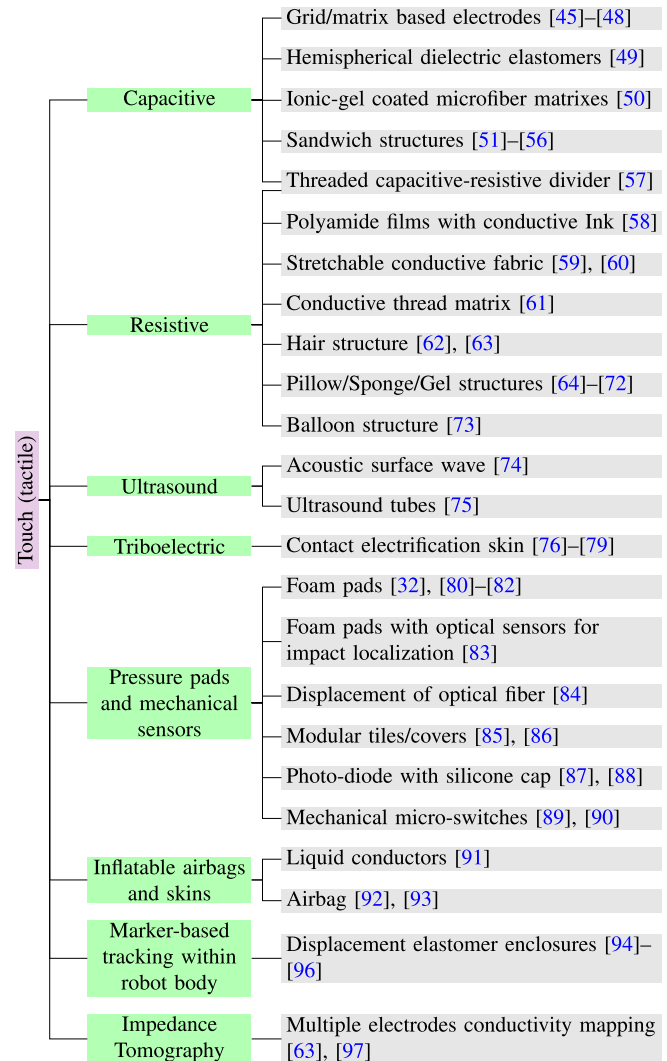 Touch (tactile)
Capacitive
Grid/matrix based electrodes [45]–[48]
Hemispherical dielectric elastomers [49]
Ionic-gel coated microfiber matrixes [50]
Sandwich structures [51]–[56]
Threaded capacitive-resistive divider [57]
Resistive
Polyamide films with conductive Ink [58]
Stretchable conductive fabric [59], [60]
Conductive thread matrix [61]
Hair structure [62], [63]
Pillow/Sponge/Gel structures [64]–[72]
Balloon structure [73]
Ultrasound
Acoustic surface wave [74]
Ultrasound tubes [75]
Triboelectric
Contact electrification skin [76]–[79]
Pressure pads
and mechanical
sensors
Foam pads [32], [80]–[82]
Foam pads with optical sensors for
impact localization [83]
Displacement of optical fiber [84]
Modular tiles/covers [85], [86]
Photo-diode with silicone cap [87], [88]
Mechanical micro-switches [89], [90]
Inflatable airbags
and skins
Liquid conductors [91]
Airbag [92], [93]
Marker-based
tracking within
robot body
Displacement elastomer enclosures [94]–
[96]
Impedance
Tomography
Multiple electrodes conductivity mapping
[63], [97]